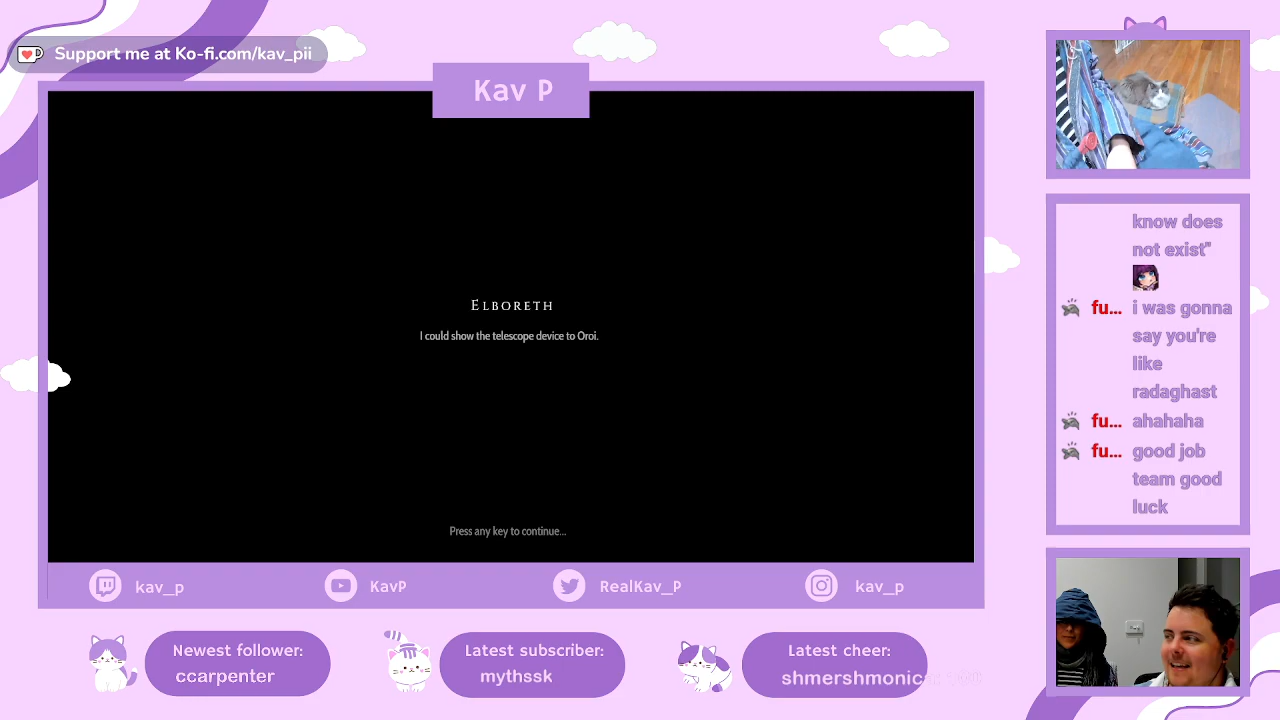 Support me at Ko-fi.com/kav_pii
Kav P
ELBORETH
I could show the telescope device to Oroi.
Press any key to continue...
kav_p
KavP
RealKav_P
kav_p
Newest follower:
ccarpenter
Latest subscriber:
mythssk
Latest cheer:
shmershmonica:
know does
not exist"
fu... i was gonna
say you're
like
radaghast
fu... ahahaha
fu... good job
team good
luck